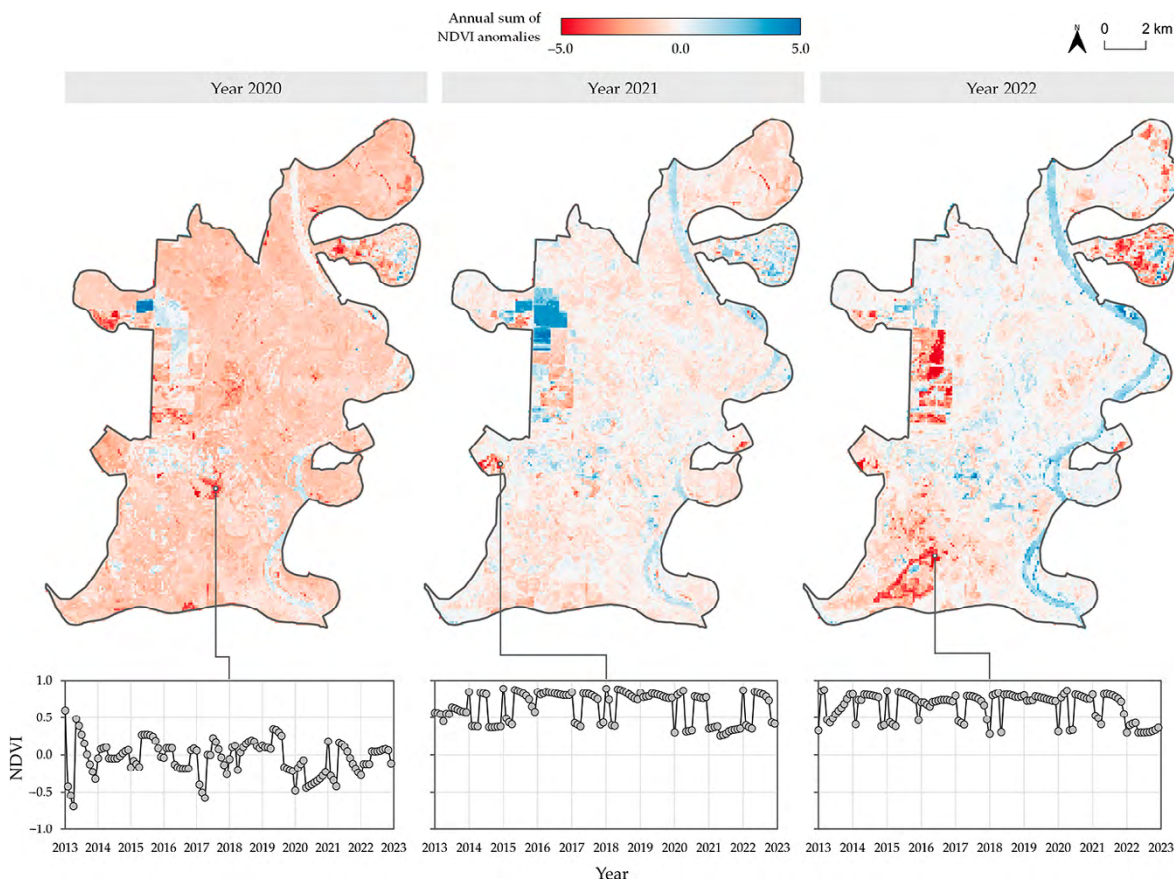 Annual sum of
NDVI anomalies
−5.0 0.0 5.0
N
0 2 km
Year 2020 Year 2021 Year 2022
1.0
0.5
0.0
−0.5
−1.0
NDVI
2013 2014 2015 2016 2017 2018 2019 2020 2021 2022 2023
2013 2014 2015 2016 2017 2018 2019 2020 2021 2022 2023
2013 2014 2015 2016 2017 2018 2019 2020 2021 2022 2023
Year